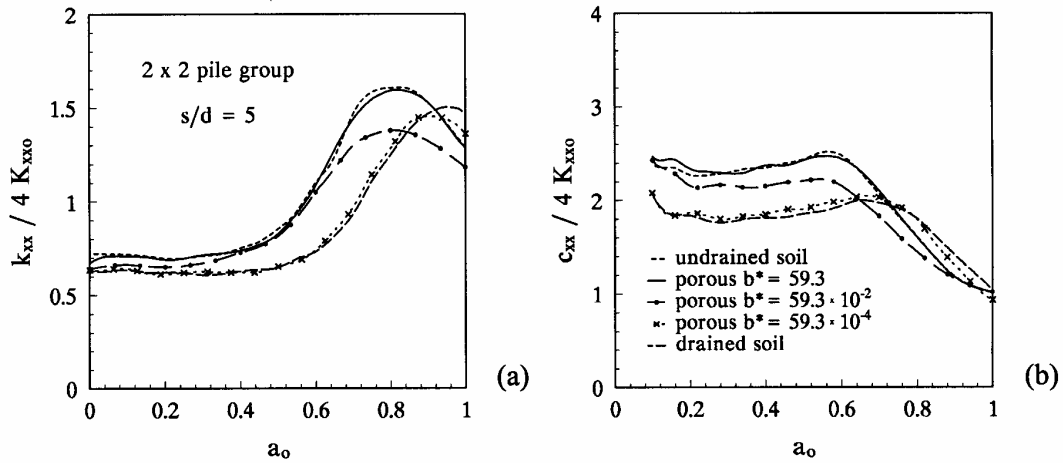 2
1.5
1
0.5
0
k_xx / 4 K_xxo
2 x 2 pile group
s/d = 5
0 0.2 0.4 0.6 0.8 1
a_o
(a)
4
3
2
1
0
c_xx / 4 K_xxo
undrained soil
porous b* = 59.3
porous b* = 59.3 · 10^-2
porous b* = 59.3 · 10^-4
drained soil
0 0.2 0.4 0.6 0.8 1
a_o
(b)